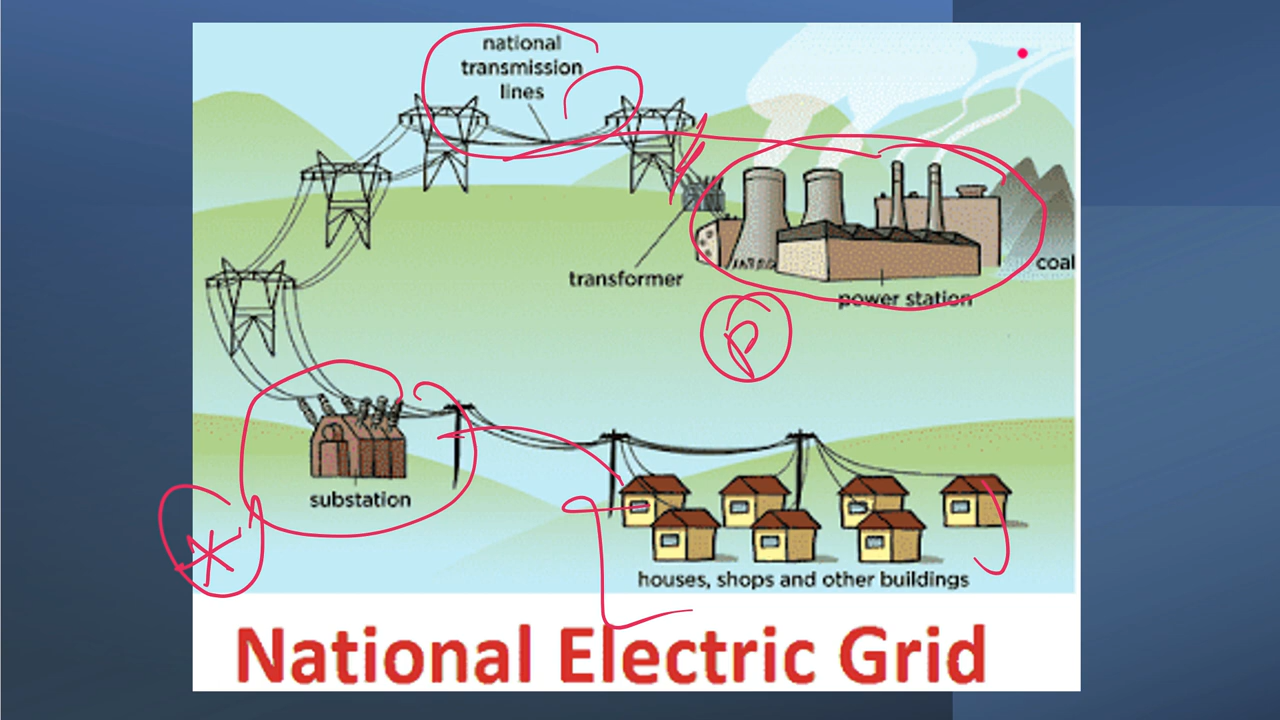 national
transmission
lines
transformer
coal
power station
P
substation
houses, shops and other buildings
National Electric Grid